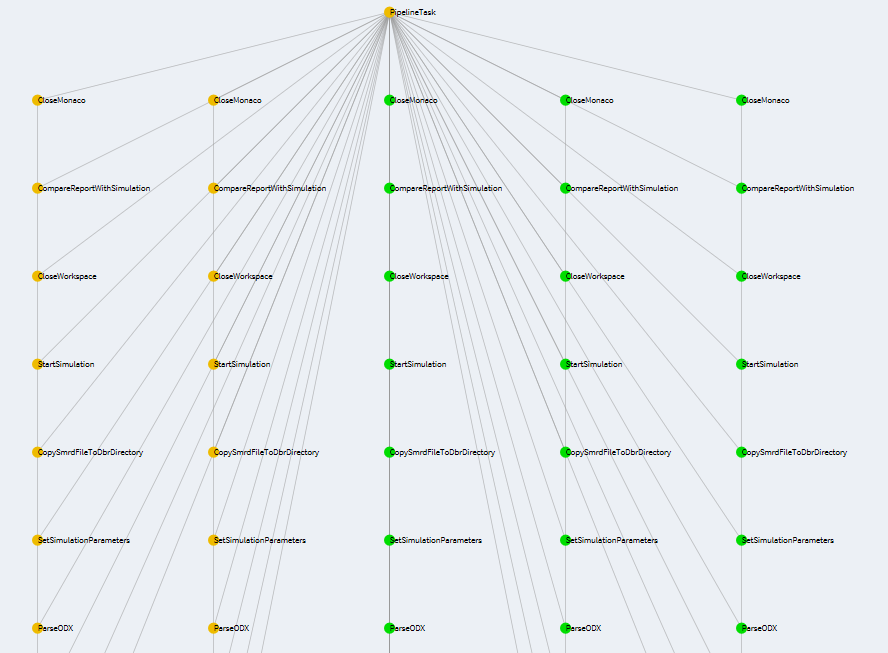 PipelineTask
CloseMonaco CloseMonaco CloseMonaco CloseMonaco CloseMonaco
CompareReportWithSimulation CompareReportWithSimulation CompareReportWithSimulation CompareReportWithSimulation CompareReportWithSimulation
CloseWorkspace CloseWorkspace CloseWorkspace CloseWorkspace CloseWorkspace
StartSimulation StartSimulation StartSimulation StartSimulation StartSimulation
CopySmrdFileToDbrDirectory CopySmrdFileToDbrDirectory CopySmrdFileToDbrDirectory CopySmrdFileToDbrDirectory CopySmrdFileToDbrDirectory
SetSimulationParameters SetSimulationParameters SetSimulationParameters SetSimulationParameters SetSimulationParameters
ParseODX ParseODX ParseODX ParseODX ParseODX